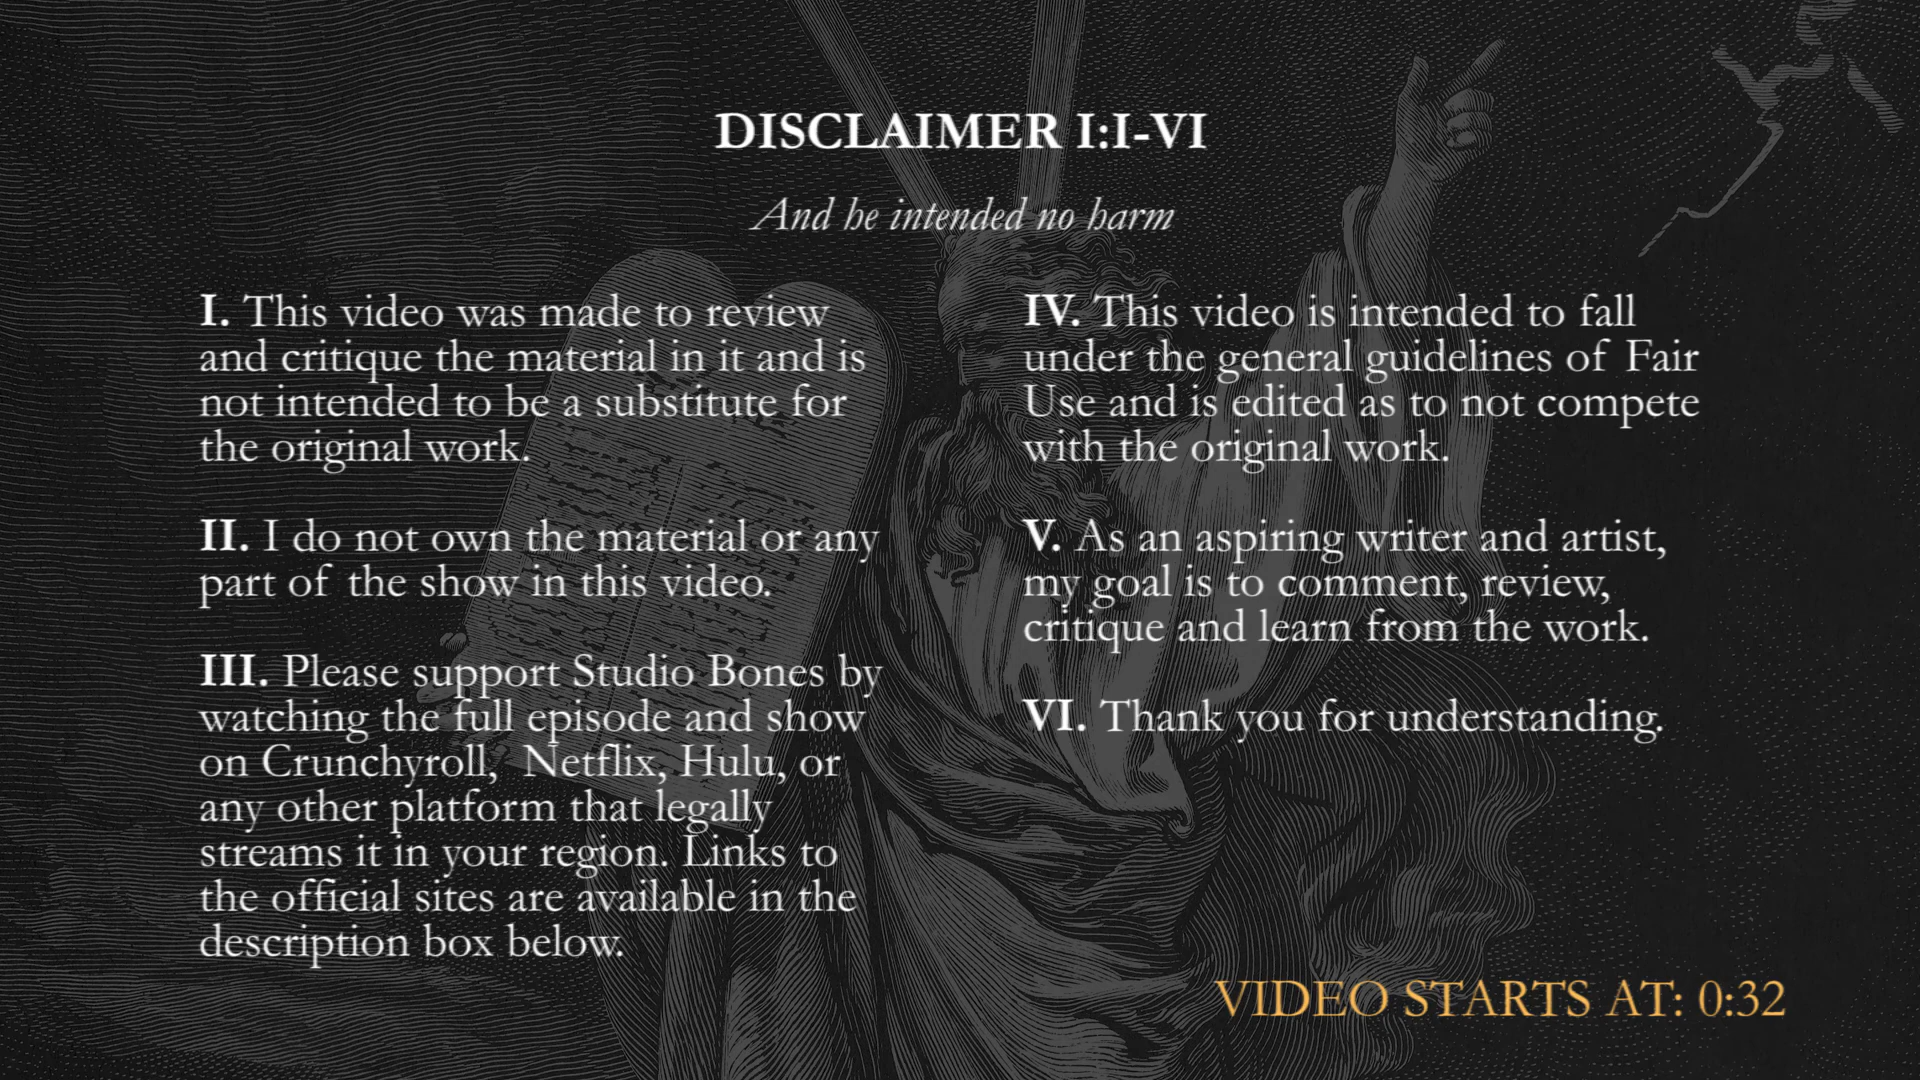 DISCLAIMER I:I-VI
And he intended no harm
I. This video was made to review
and critique the material in it and is
not intended to be a substitute for
the original work.
II. I do not own the material or any
part of the show in this video.
III. Please support Studio Bones by
watching the full episode and show
on Crunchyroll, Netflix, Hulu, or
any other platform that legally
streams it in your region. Links to
the official sites are available in the
description box below.
IV. This video is intended to fall
under the general guidelines of Fair
Use and is edited as to not compete
with the original work.
V. As an aspiring writer and artist,
my goal is to comment, review,
critique and learn from the work.
VI. Thank you for understanding.
VIDEO STARTS AT: 0:32